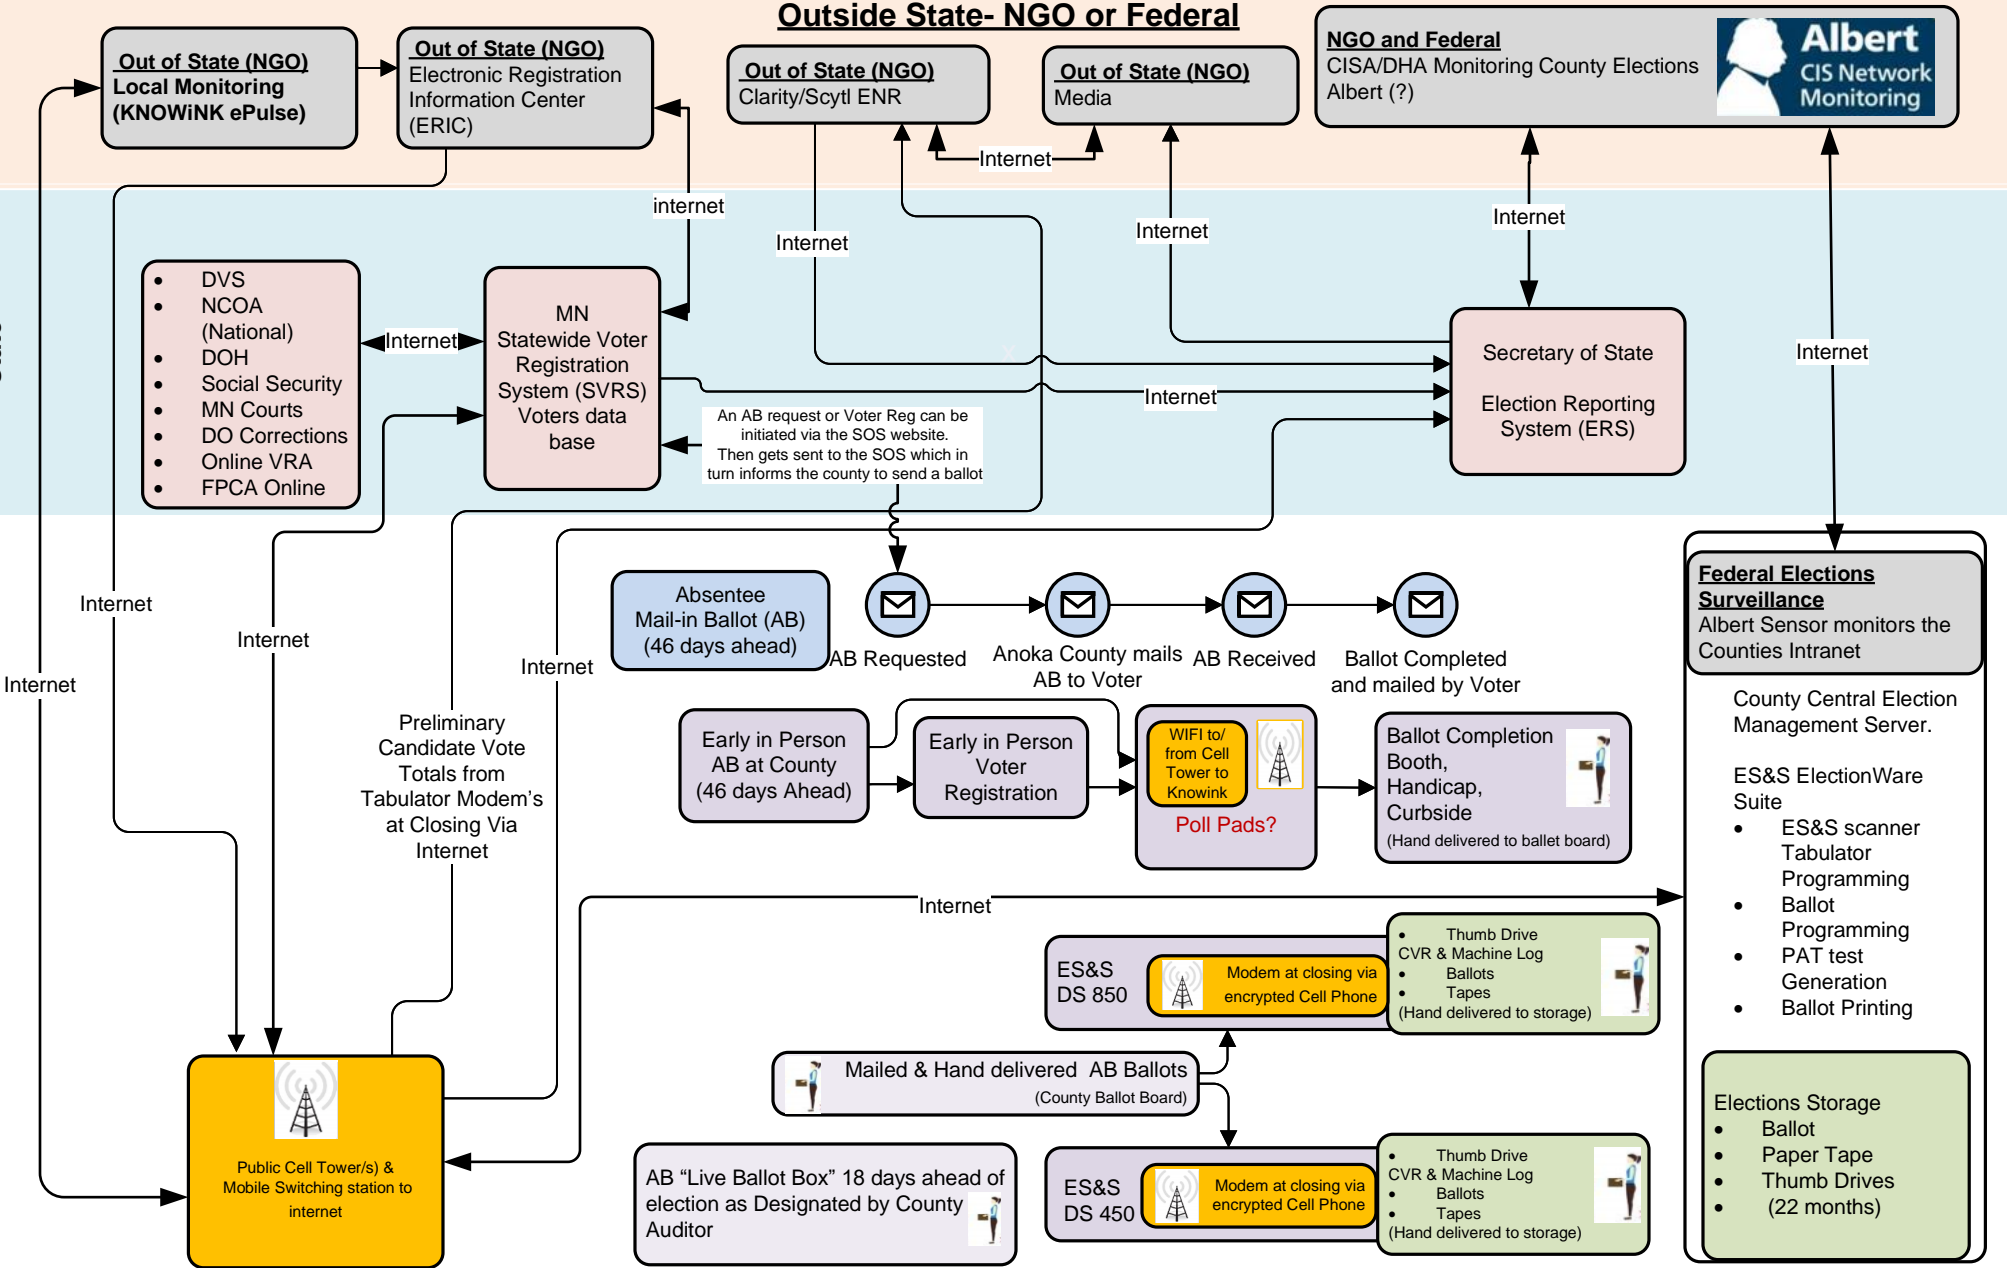 Outside State- NGO or Federal
Out of State (NGO)
Local Monitoring
(KNOWiNK ePulse)
Out of State (NGO)
Electronic Registration
Information Center
(ERIC)
Out of State (NGO)
Clarity/Scytl ENR
Out of State (NGO)
Media
NGO and Federal
CISA/DHA Monitoring County Elections
Albert (?)
Albert
CIS Network
Monitoring
Internet
internet
Internet
Internet
Internet
Internet
DVS
NCOA
(National)
DOH
Social Security
MN Courts
DO Corrections
Online VRA
FPCA Online
Internet
MN
Statewide Voter
Registration
System (SVRS)
Voters data
base
An AB request or Voter Reg can be
initiated via the SOS website.
Then gets sent to the SOS which in
turn informs the county to send a ballot
Internet
Secretary of State
Election Reporting
System (ERS)
Internet
Internet
Internet
Internet
Preliminary
Candidate Vote
Totals from
Tabulator Modem's
at Closing Via
Internet
Internet
Absentee
Mail-in Ballot (AB)
(46 days ahead)
AB Requested
Anoka County mails
AB to Voter
AB Received
Ballot Completed
and mailed by Voter
Early in Person
AB at County
(46 days Ahead)
Early in Person
Voter
Registration
WIFI to/
from Cell
Tower to
Knowink
Poll Pads?
Ballot Completion
Booth,
Handicap,
Curbside
(Hand delivered to ballet board)
Federal Elections
Surveillance
Albert Sensor monitors the
Counties Intranet
County Central Election
Management Server.
ES&S ElectionWare
Suite
ES&S scanner
Tabulator
Programming
Ballot
Programming
PAT test
Generation
Ballot Printing
Elections Storage
Ballot
Paper Tape
Thumb Drives
(22 months)
Internet
ES&S
DS 850
Modem at closing via
encrypted Cell Phone
Thumb Drive
CVR & Machine Log
Ballots
Tapes
(Hand delivered to storage)
Mailed & Hand delivered AB Ballots
(County Ballot Board)
ES&S
DS 450
Modem at closing via
encrypted Cell Phone
Thumb Drive
CVR & Machine Log
Ballots
Tapes
(Hand delivered to storage)
AB “Live Ballot Box” 18 days ahead of
election as Designated by County
Auditor
Public Cell Tower/s) &
Mobile Switching station to
internet